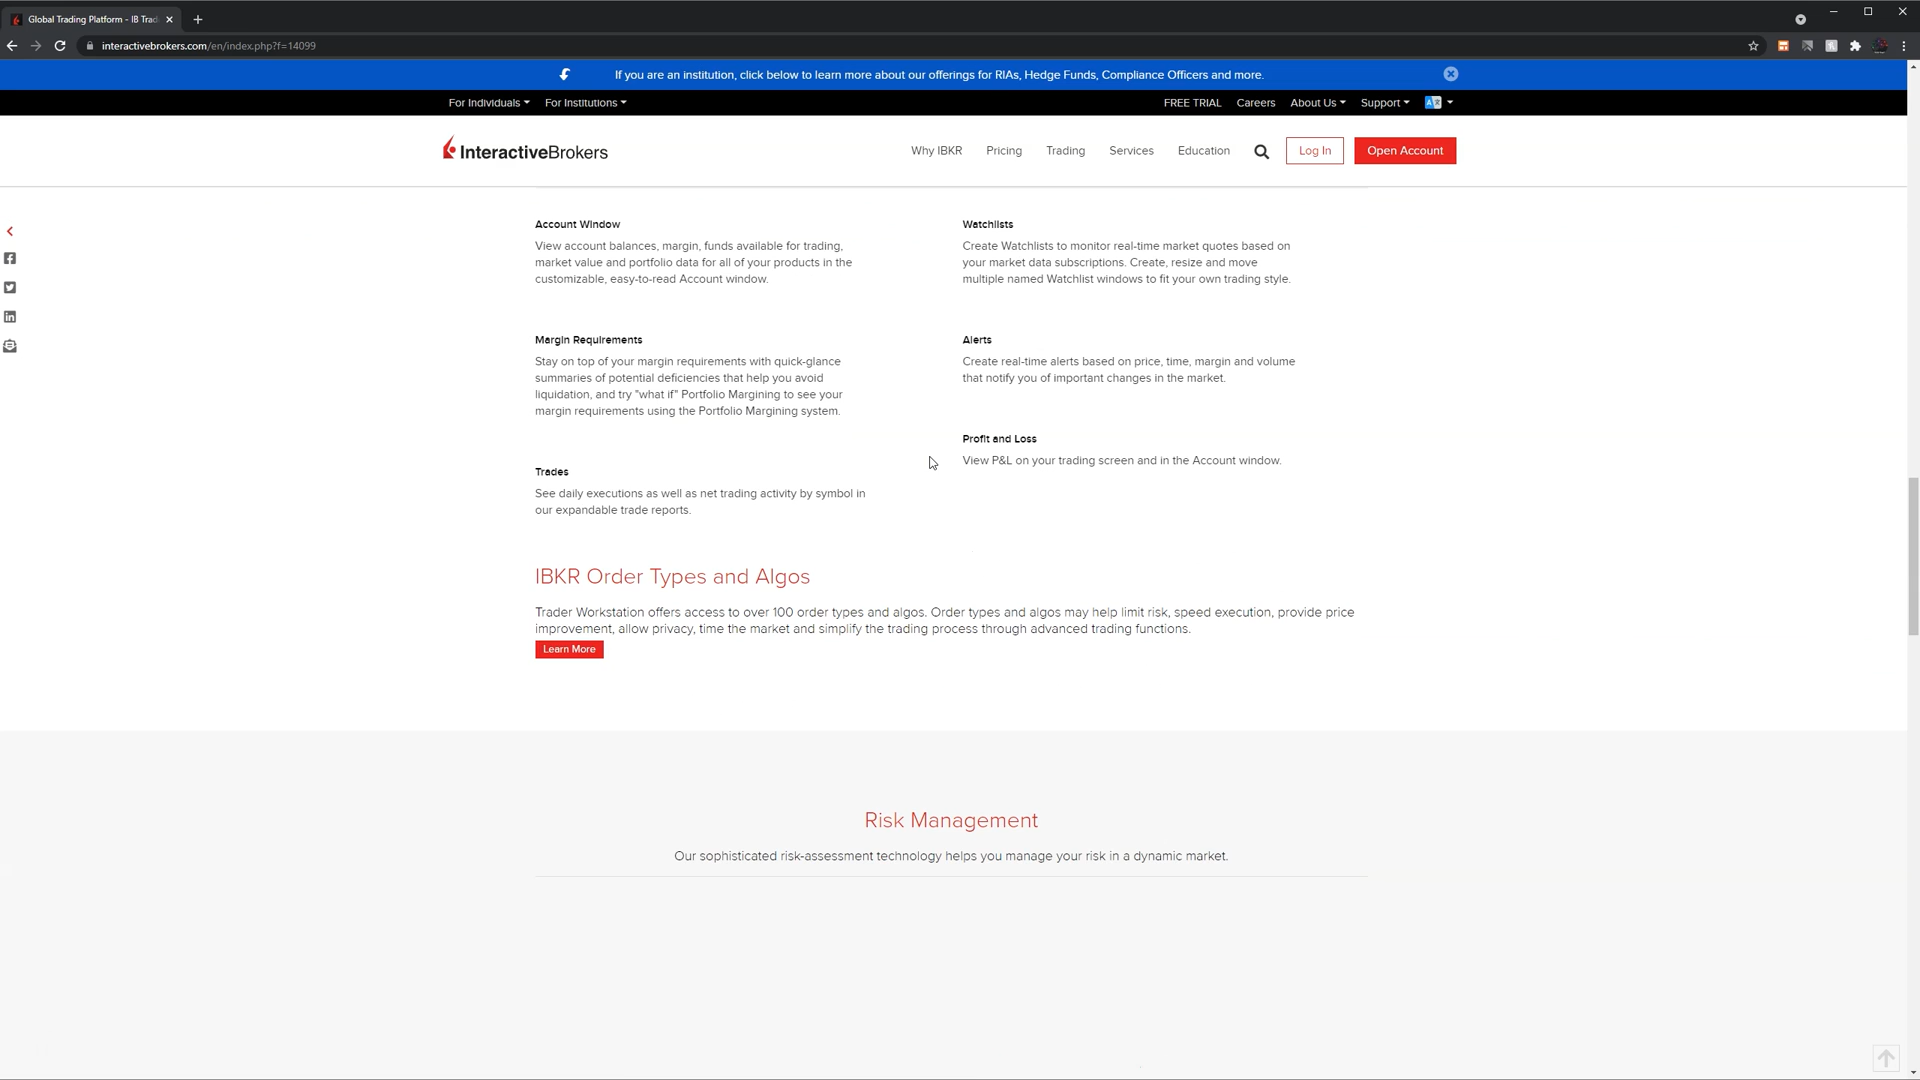 Global Trading Platform - IB Trad
interactivebrokers.com/en/index.php?f=14099
If you are an institution, click below to learn more about our offerings for RIAs, Hedge Funds, Compliance Officers and more.
For Individuals For Institutions FREE TRIAL Careers About Us Support
InteractiveBrokers Why IBKR Pricing Trading Services Education Log In Open Account
Account Window
View account balances, margin, funds available for trading,
market value and portfolio data for all of your products in the
customizable, easy-to-read Account window.
Watchlists
Create Watchlists to monitor real-time market quotes based on
your market data subscriptions. Create, resize and move
multiple named Watchlist windows to fit your own trading style.
Margin Requirements
Stay on top of your margin requirements with quick-glance
summaries of potential deficiencies that help you avoid
liquidation, and try "what if" Portfolio Margining to see your
margin requirements using the Portfolio Margining system.
Alerts
Create real-time alerts based on price, time, margin and volume
that notify you of important changes in the market.
Profit and Loss
View P&L on your trading screen and in the Account window.
Trades
See daily executions as well as net trading activity by symbol in
our expandable trade reports.
IBKR Order Types and Algos
Trader Workstation offers access to over 100 order types and algos. Order types and algos may help limit risk, speed execution, provide price
improvement, allow privacy, time the market and simplify the trading process through advanced trading functions.
Learn More
Risk Management
Our sophisticated risk-assessment technology helps you manage your risk in a dynamic market.